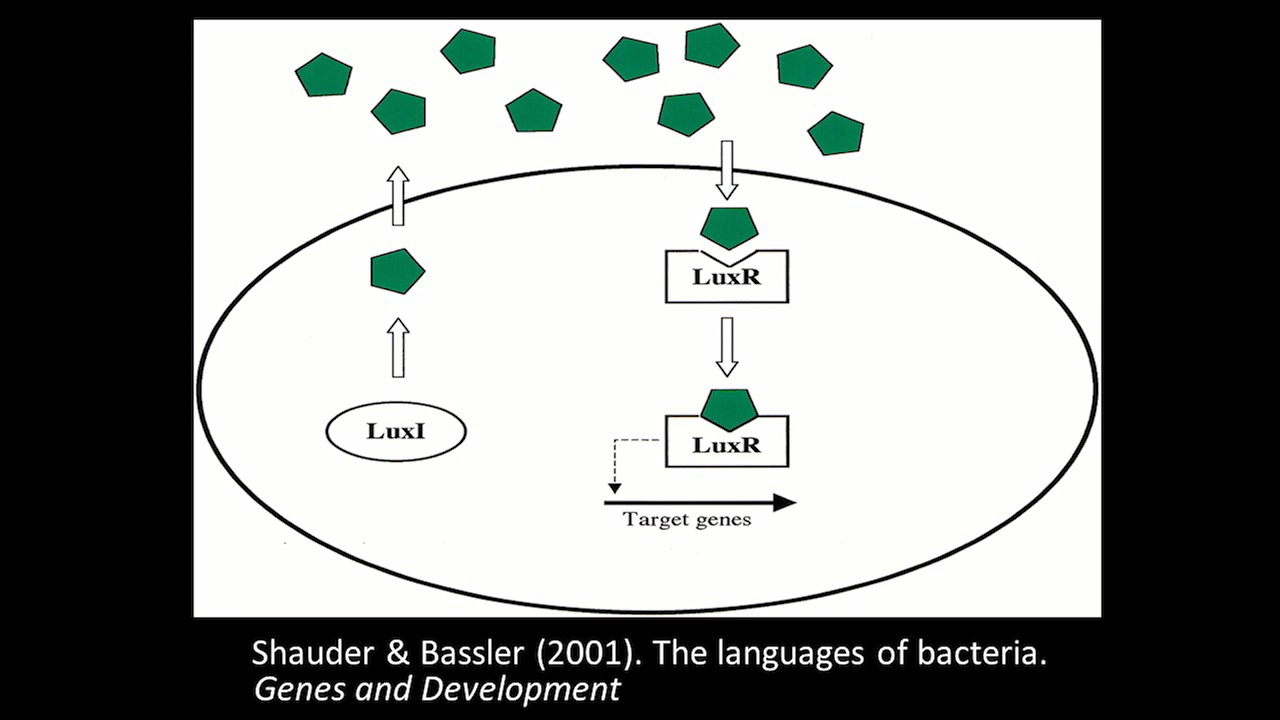 LuxR
LuxI
LuxR
Target genes
Shauder & Bassler (2001). The languages of bacteria.
Genes and Development